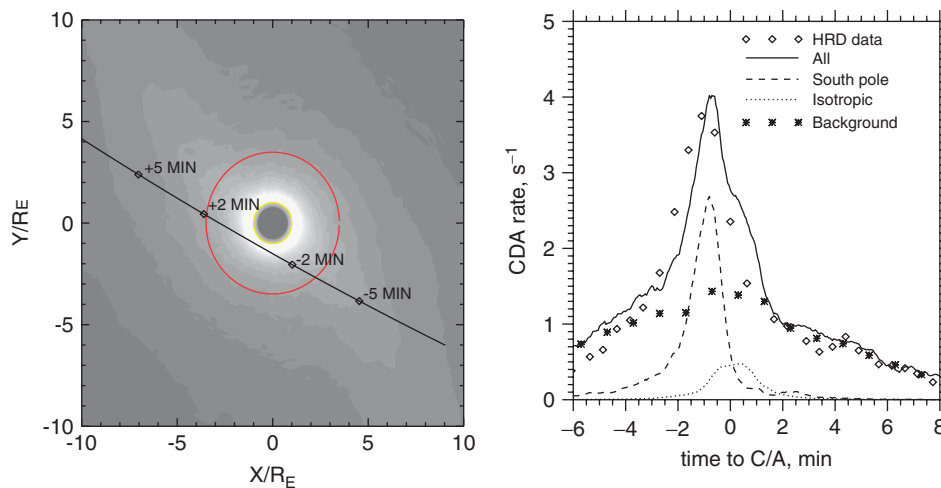 10
5
0
-5
-10
Y/RE
+5 MIN
+2 MIN
-2 MIN
-5 MIN
-10
-5
0
5
10
X/RE
5
4
3
2
1
0
CDA rate, s−1
HRD data
All
South pole
Isotropic
Background
−6
−4
−2
0
2
4
6
8
time to C/A, min